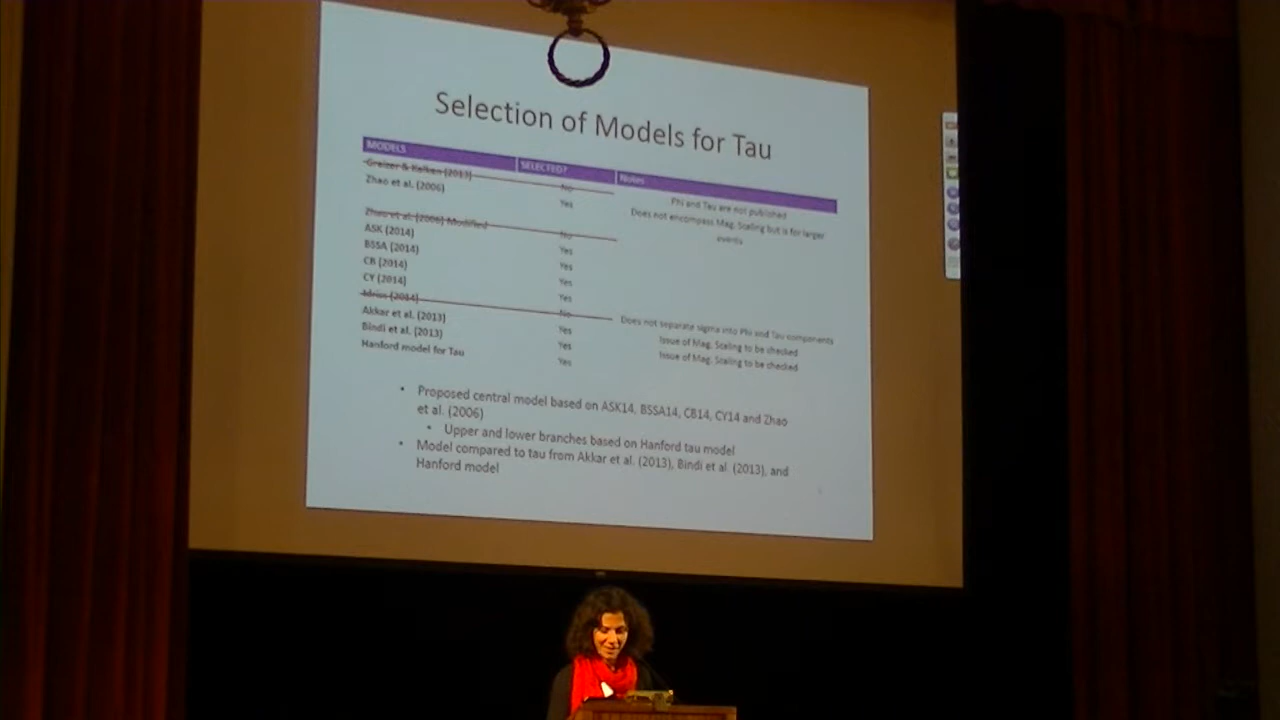 Selection of Models for Tau
MODELS SELECTED? Notes
Graizer & Kalkan (2013) No Phi and Tau are not published
Zhao et al. (2006) Yes Does not encompass Mag. Scaling but is for larger
events
Zhao et al. (2006) Modified No
ASK (2014) Yes
BSSA (2014) Yes
CB (2014) Yes
CY (2014) Yes
Idriss (2014) No Does not separate sigma into Phi and Tau components
Akkar et al. (2013) Yes Issue of Mag. Scaling to be checked
Bindi et al. (2013) Yes Issue of Mag. Scaling to be checked
Hanford model for Tau Yes
• Proposed central model based on ASK14, BSSA14, CB14, CY14 and Zhao
et al. (2006)
• Upper and lower branches based on Hanford tau model
• Model compared to tau from Akkar et al. (2013), Bindi et al. (2013), and
Hanford model